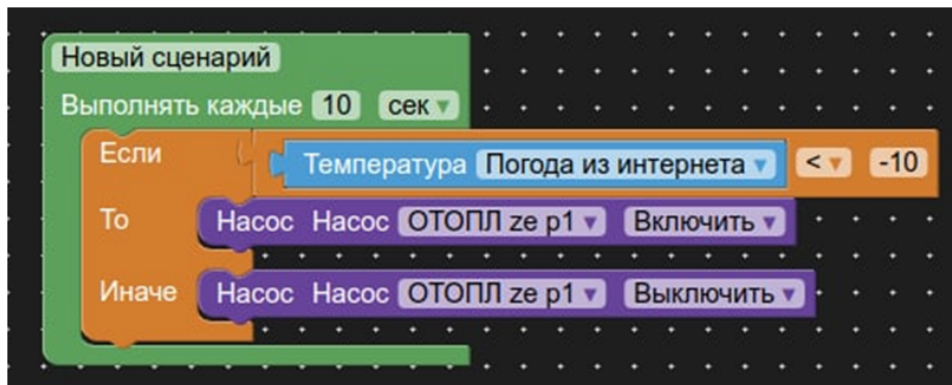 Новый сценарий
Выполнять каждые 10 сек
Если Температура Погода из интернета < -10
То Насос Насос ОТОПЛ ze p1 Включить
Иначе Насос Насос ОТОПЛ ze p1 Выключить